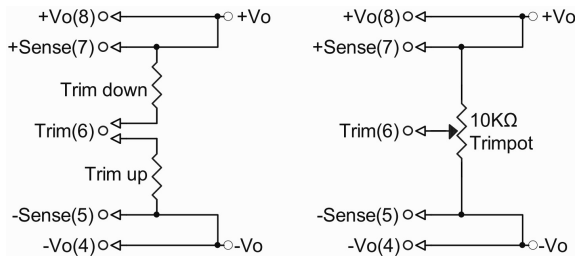 +Vo(8)
+Vo
+Sense(7)
Trim down
Trim(6)
Trim up
-Sense(5)
-Vo(4)
-Vo
+Vo(8)
+Vo
+Sense(7)
10KΩ
Trimpot
Trim(6)
-Sense(5)
-Vo(4)
-Vo